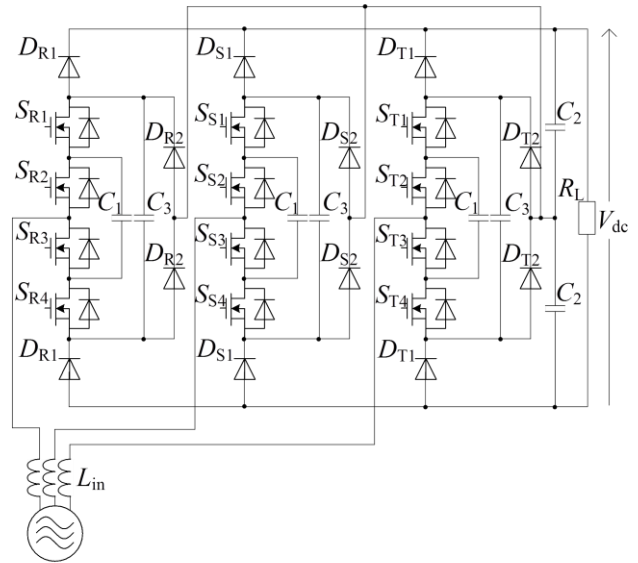 D_R1 D_S1 D_T1
S_R1 S_S1 S_T1 C_2
D_R2 D_S2 D_T2
S_R2 S_S2 S_T2 R_L
C_1 C_3 C_1 C_3 C_1 C_3 V_dc
S_R3 S_S3 S_T3
D_R2 D_S2 D_T2
S_R4 S_S4 S_T4 C_2
D_R1 D_S1 D_T1
L_in